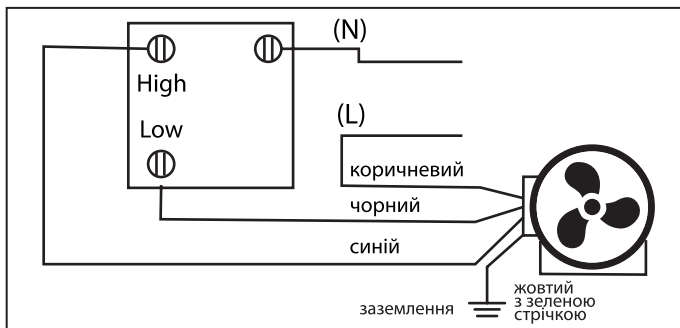 (N)
High
Low
(L)
коричневий
чорний
синій
заземлення
жовтий
з зеленою
стрічкою